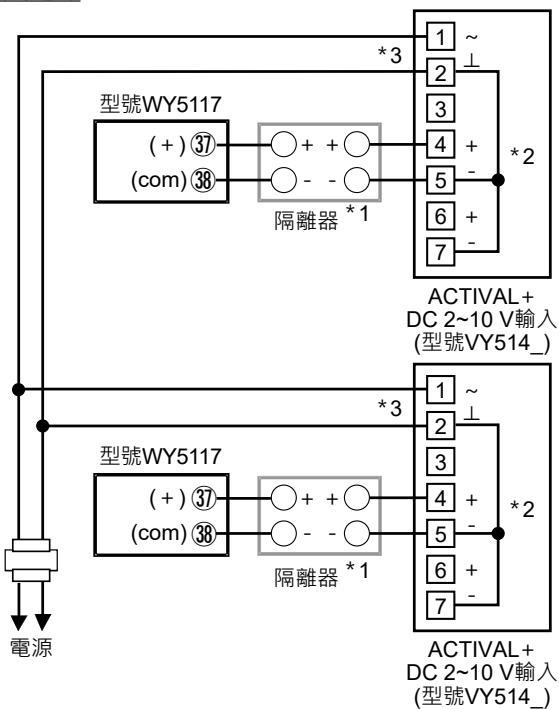 1 ~
*3
2 ⊥
型號WY5117
3
(+) ㊲ + + 4 +
*2
(com) ㊳ - - 5 -
隔離器 *1
6 +
7 -
ACTIVAL+
DC 2~10 V輸入
(型號VY514_)
1 ~
*3
2 ⊥
型號WY5117
3
(+) ㊲ + + 4 +
*2
(com) ㊳ - - 5 -
隔離器 *1
6 +
7 -
電源
ACTIVAL+
DC 2~10 V輸入
(型號VY514_)